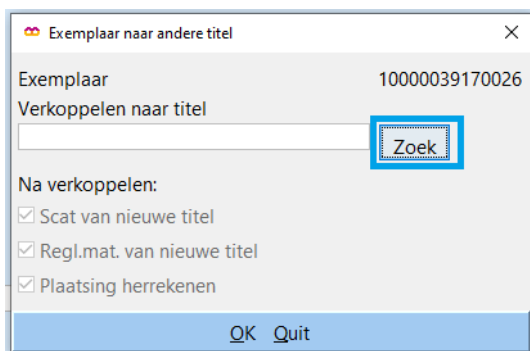 Exemplaar naar andere titel
Exemplaar 10000039170026
Verkoppelen naar titel
Zoek
Na verkoppelen:
Scat van nieuwe titel
Regl.mat. van nieuwe titel
Plaatsing herrekenen
OK Quit